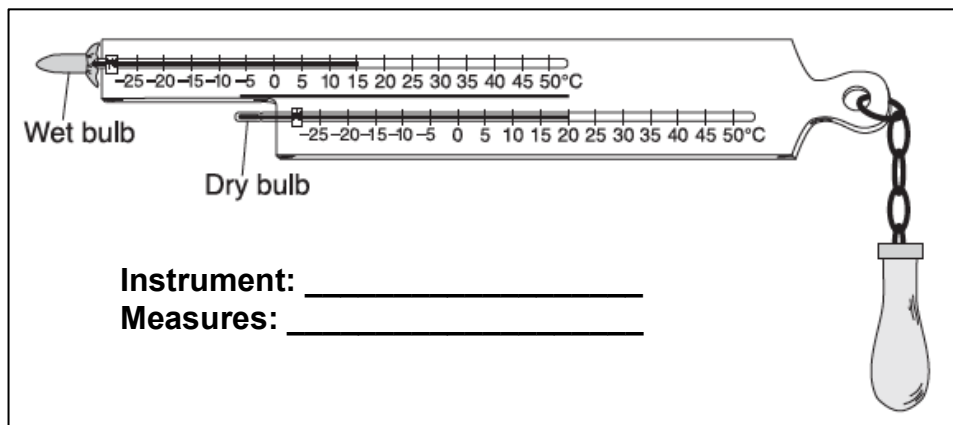 –25–20–15–10–5 0 5 10 15 20 25 30 35 40 45 50°C
Wet bulb
–25–20–15–10–5 0 5 10 15 20 25 30 35 40 45 50°C
Dry bulb
Instrument: ___________________
Measures: ____________________